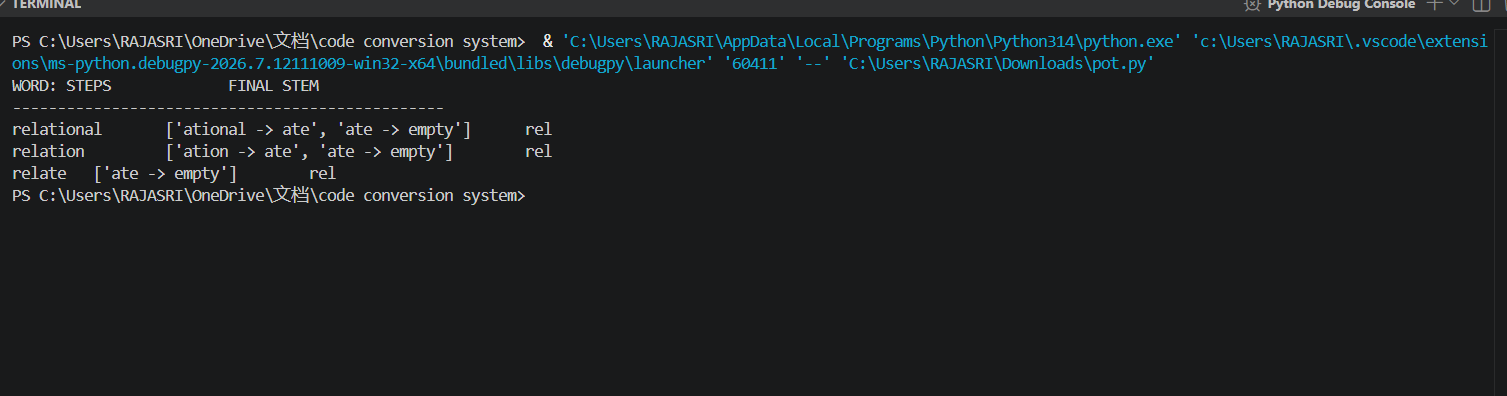 TERMINAL
Python Debug Console
PS C:\Users\RAJASRI\OneDrive\文档\code conversion system>  & 'C:\Users\RAJASRI\AppData\Local\Programs\Python\Python314\python.exe' 'c:\Users\RAJASRI\.vscode\extensi
ons\ms-python.debugpy-2026.7.12111009-win32-x64\bundled\libs\debugpy\launcher' '60411' '--' 'C:\Users\RAJASRI\Downloads\pot.py'
WORD: STEPS             FINAL STEM
------------------------------------------------
relational       ['ational -> ate', 'ate -> empty']      rel
relation         ['ation -> ate', 'ate -> empty']        rel
relate   ['ate -> empty']        rel
PS C:\Users\RAJASRI\OneDrive\文档\code conversion system>